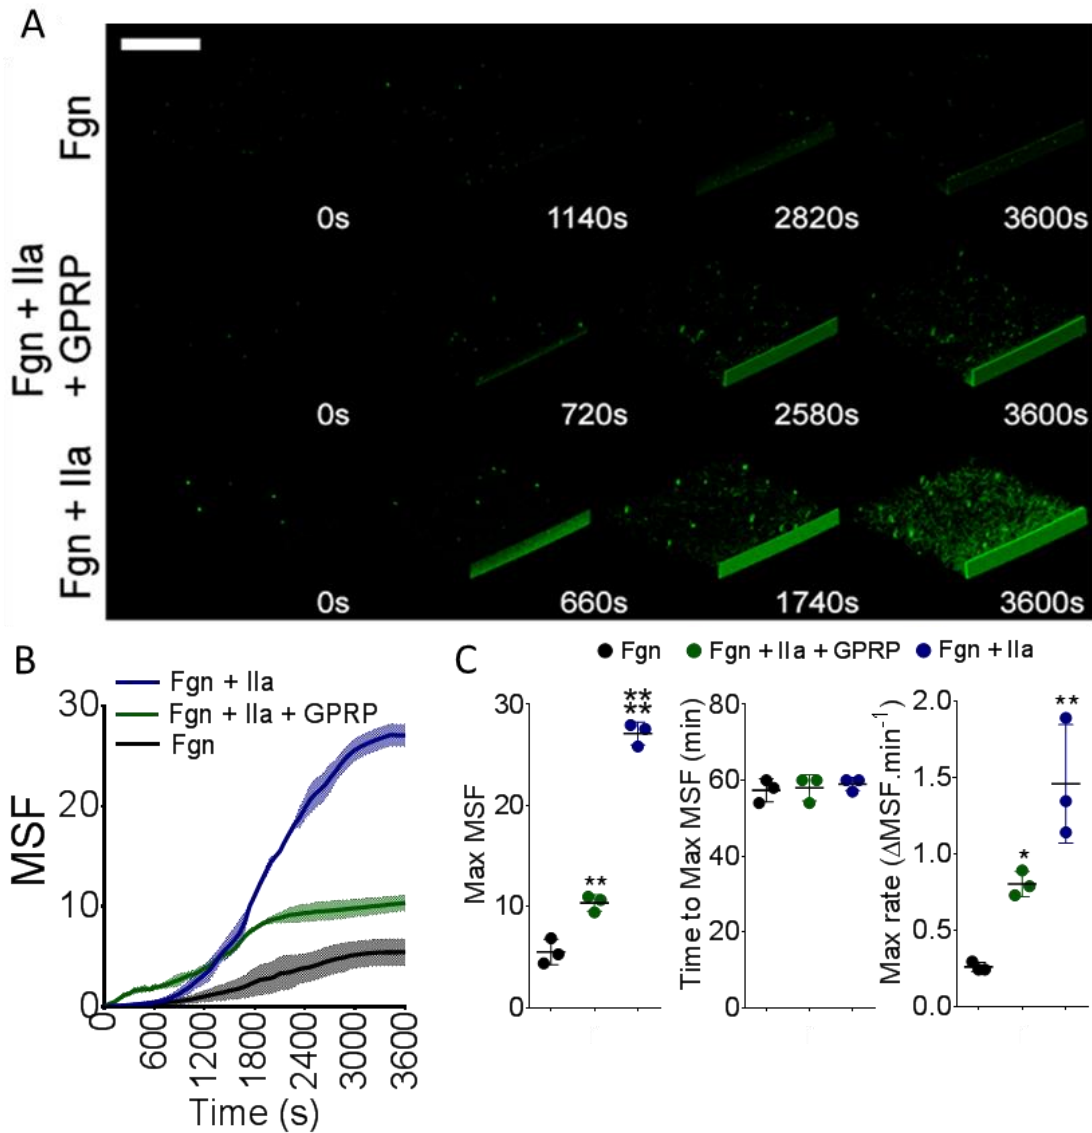 A
Fgn
0s 1140s 2820s 3600s
Fgn + IIa
+ GPRP
0s 720s 2580s 3600s
Fgn + IIa
0s 660s 1740s 3600s
B
Fgn + IIa
Fgn + IIa + GPRP
Fgn
MSF
30
20
10
0
0 600 1200 1800 2400 3000 3600
Time (s)
C
Fgn Fgn + IIa + GPRP Fgn + IIa
Max MSF
30
20
10
0
**
**
**
Time to Max MSF (min)
80
60
40
20
0
Max rate (ΔMSF.min-1)
2.0
1.5
1.0
0.5
0.0
*
**